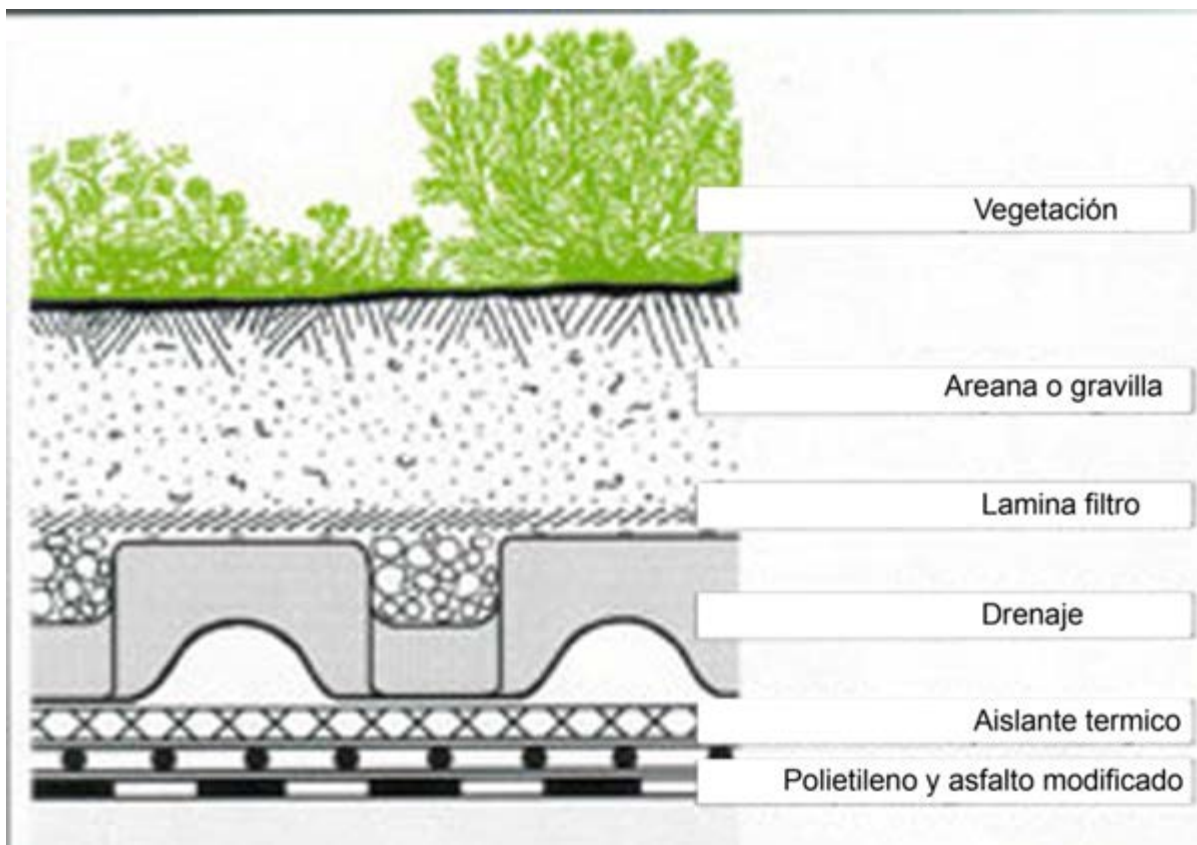 Vegetación
Areana o gravilla
Lamina filtro
Drenaje
Aislante termico
Polietileno y asfalto modificado